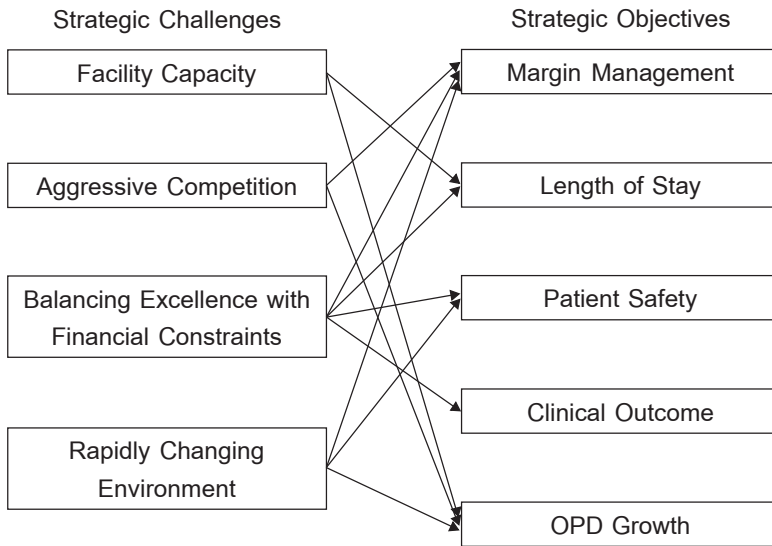 Strategic Challenges
Strategic Objectives
Facility Capacity
Margin Management
Aggressive Competition
Length of Stay
Balancing Excellence with
Financial Constraints
Patient Safety
Clinical Outcome
Rapidly Changing
Environment
OPD Growth